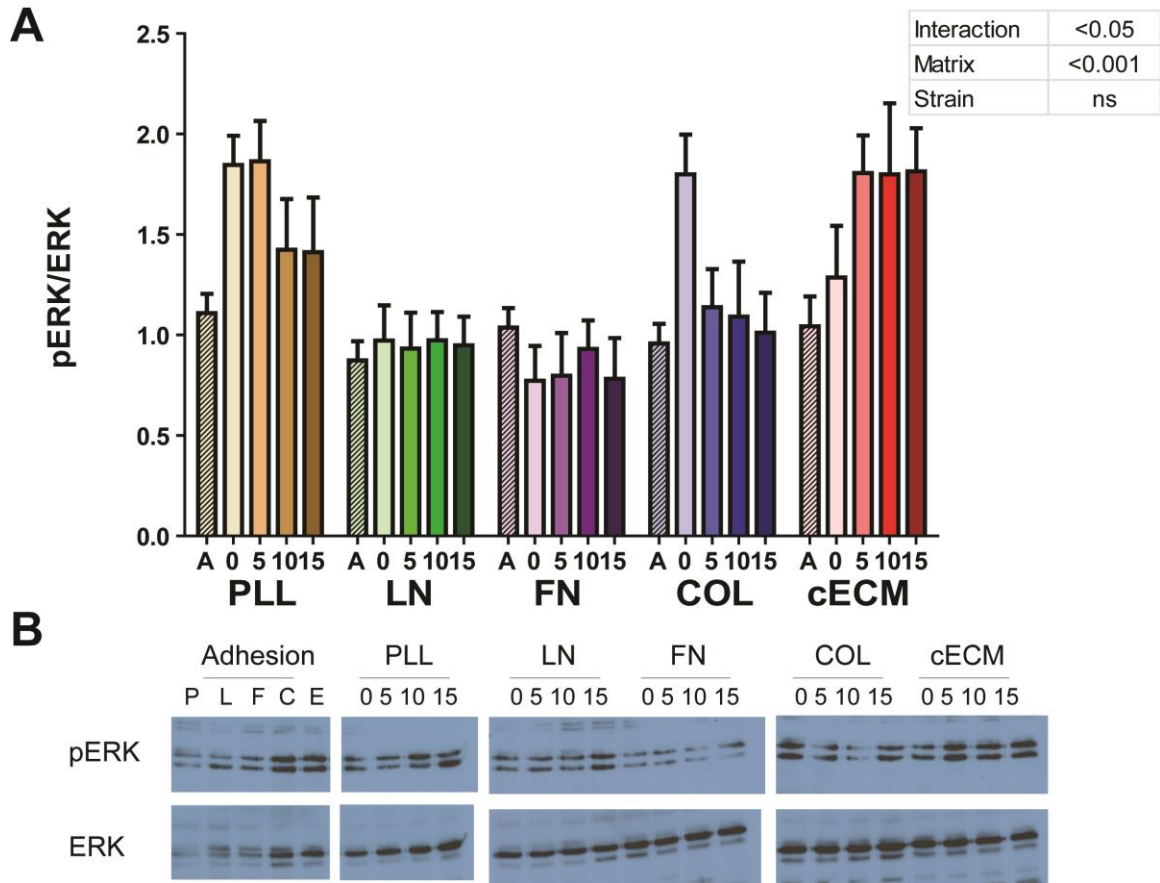 A
2.5
2.0
1.5
1.0
0.5
0.0
pERK/ERK
Interaction <0.05
Matrix <0.001
Strain ns
A 0 5 10 15 A 0 5 10 15 A 0 5 10 15 A 0 5 10 15 A 0 5 10 15
PLL LN FN COL cECM
B
Adhesion PLL LN FN COL cECM
P L F C E 0 5 10 15 0 5 10 15 0 5 10 15 0 5 10 15 0 5 10 15
pERK
ERK